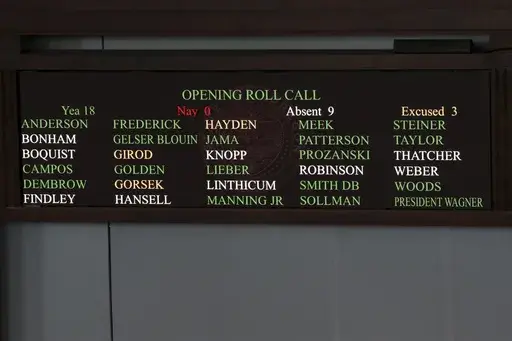 OPENING ROLL CALL
Yea 18 Nay 0 Absent 9 Excused 3
ANDERSON FREDERICK HAYDEN MEEK STEINER
BONHAM GELSER BLOUIN JAMA PATTERSON TAYLOR
BOQUIST GIROD KNOPP PROZANSKI THATCHER
CAMPOS GOLDEN LIEBER ROBINSON WEBER
DEMBROW GORSEK LINTHICUM SMITH DB WOODS
FINDLEY HANSELL MANNING JR SOLLMAN PRESIDENT WAGNER